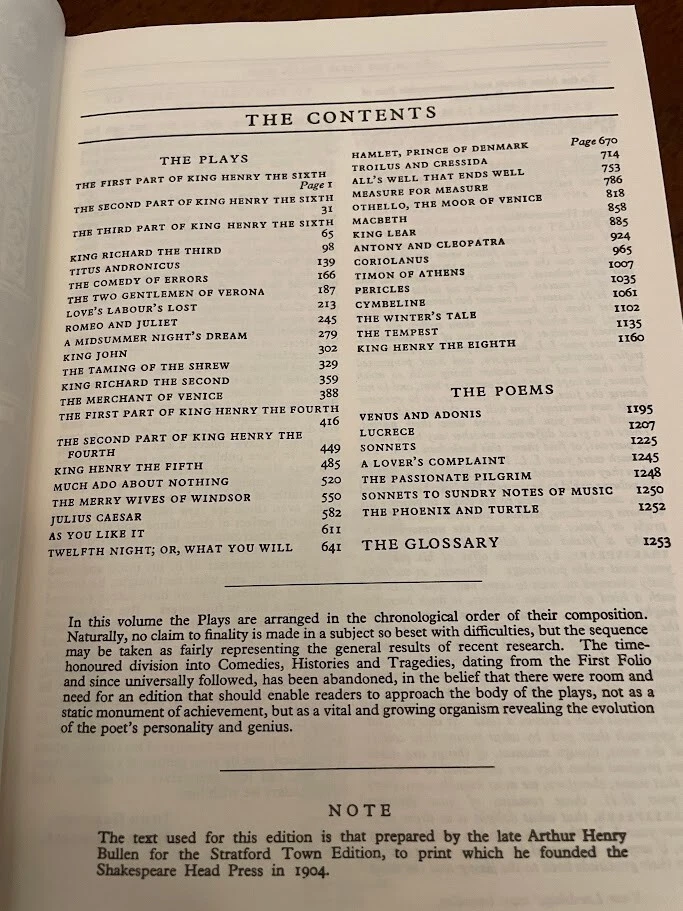 THE CONTENTS
THE PLAYS
THE FIRST PART OF KING HENRY THE SIXTH
Page 1
THE SECOND PART OF KING HENRY THE SIXTH
31
THE THIRD PART OF KING HENRY THE SIXTH
65
KING RICHARD THE THIRD 98
TITUS ANDRONICUS 139
THE COMEDY OF ERRORS 166
THE TWO GENTLEMEN OF VERONA 187
LOVE'S LABOUR'S LOST 213
ROMEO AND JULIET 245
A MIDSUMMER NIGHT'S DREAM 279
KING JOHN 302
THE TAMING OF THE SHREW 329
KING RICHARD THE SECOND 359
THE MERCHANT OF VENICE 388
THE FIRST PART OF KING HENRY THE FOURTH
416
THE SECOND PART OF KING HENRY THE
FOURTH 449
KING HENRY THE FIFTH 485
MUCH ADO ABOUT NOTHING 520
THE MERRY WIVES OF WINDSOR 550
JULIUS CAESAR 582
AS YOU LIKE IT 611
TWELFTH NIGHT; OR, WHAT YOU WILL 641
HAMLET, PRINCE OF DENMARK Page 670
TROILUS AND CRESSIDA 714
ALL'S WELL THAT ENDS WELL 753
MEASURE FOR MEASURE 786
OTHELLO, THE MOOR OF VENICE 818
MACBETH 858
KING LEAR 885
ANTONY AND CLEOPATRA 924
CORIOLANUS 965
TIMON OF ATHENS 1007
PERICLES 1035
CYMBELINE 1061
THE WINTER'S TALE 1102
THE TEMPEST 1135
KING HENRY THE EIGHTH 1160
THE POEMS
VENUS AND ADONIS 1195
LUCRECE 1207
SONNETS 1225
A LOVER'S COMPLAINT 1245
THE PASSIONATE PILGRIM 1248
SONNETS TO SUNDRY NOTES OF MUSIC 1250
THE PHOENIX AND TURTLE 1252
THE GLOSSARY 1253
In this volume the Plays are arranged in the chronological order of their composition.
Naturally, no claim to finality is made in a subject so beset with difficulties, but the sequence
may be taken as fairly representing the general results of recent research. The time-
honoured division into Comedies, Histories and Tragedies, dating from the First Folio
and since universally followed, has been abandoned, in the belief that there were room and
need for an edition that should enable readers to approach the body of the plays, not as a
static monument of achievement, but as a vital and growing organism revealing the evolution
of the poet's personality and genius.
NOTE
The text used for this edition is that prepared by the late Arthur Henry
Bullen for the Stratford Town Edition, to print which he founded the
Shakespeare Head Press in 1904.